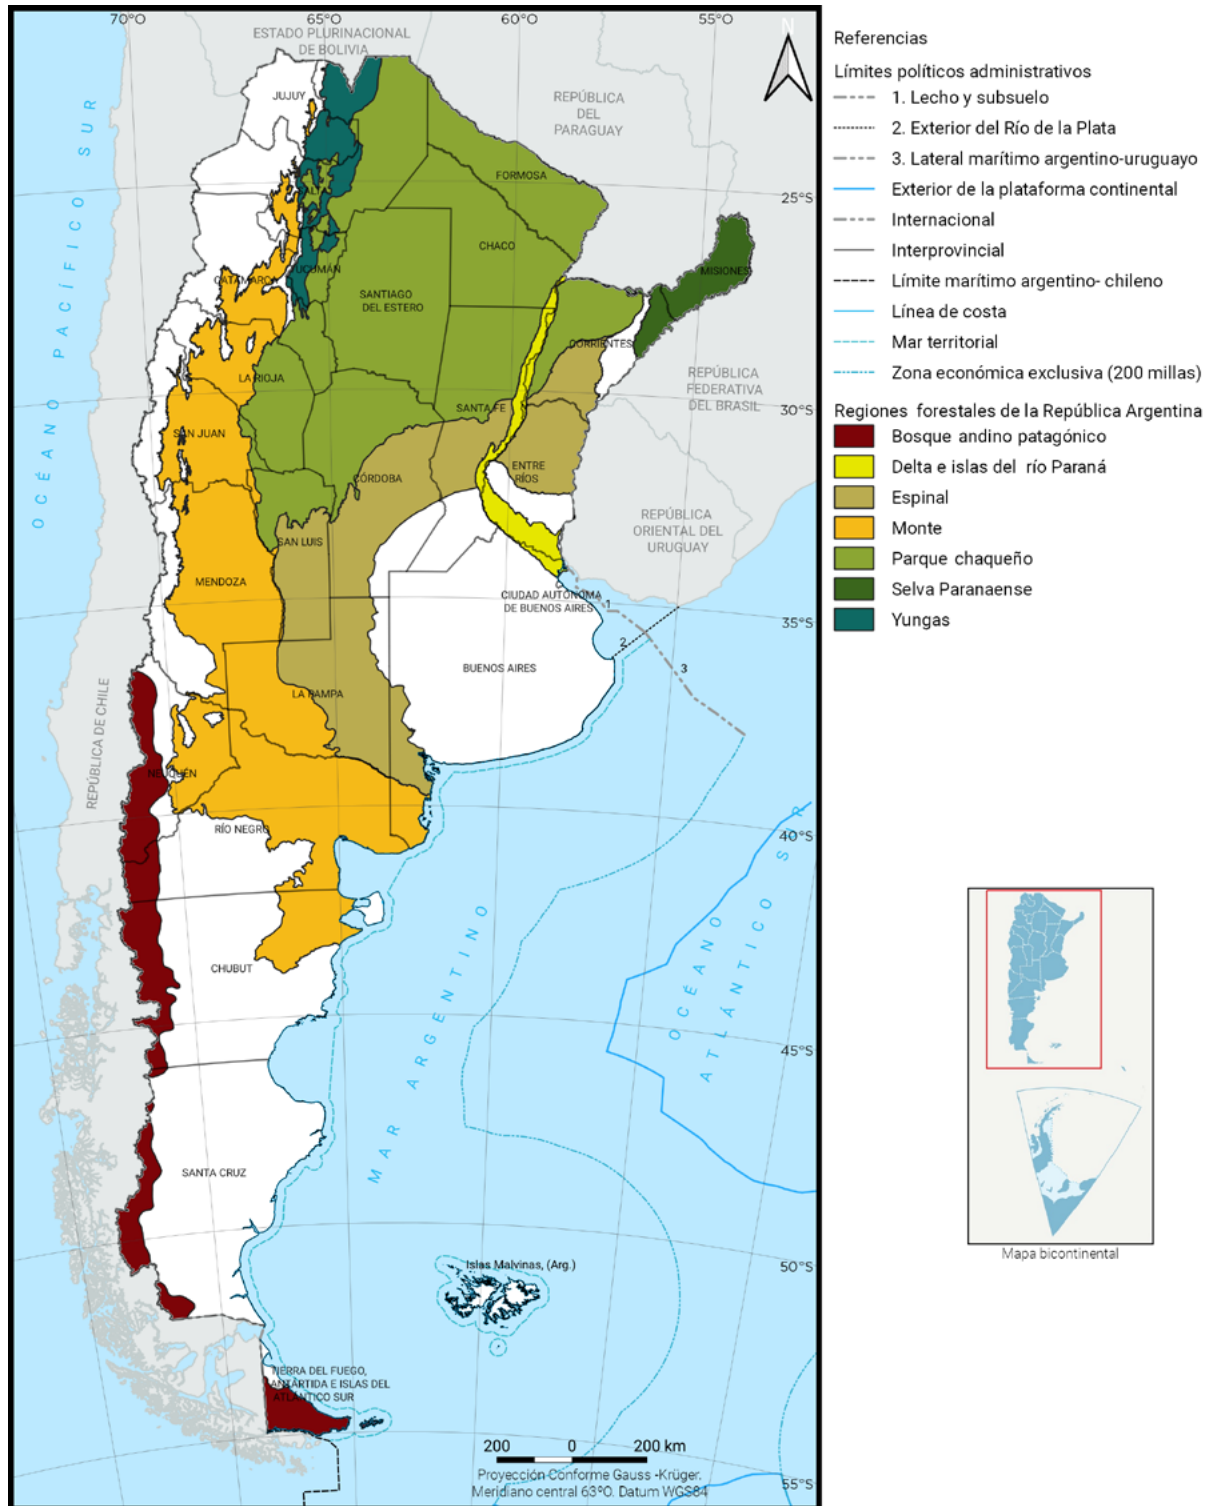 70°O
65°O
60°O
55°O
N
ESTADO PLURINACIONAL
DE BOLIVIA
REPÚBLICA
DEL
PARAGUAY
JUJUY
FORMOSA
25°S
SALTA
CHACO
MISIONES
TUCUMÁN
CATAMARCA
SANTIAGO
DEL ESTERO
CORRIENTES
REPÚBLICA
FEDERATIVA
DEL BRASIL
LA RIOJA
SANTA FE
30°S
SAN JUAN
CÓRDOBA
ENTRE
RÍOS
REPÚBLICA
ORIENTAL DEL
URUGUAY
SAN LUIS
MENDOZA
CIUDAD AUTÓNOMA
DE BUENOS AIRES
1
35°S
2
3
BUENOS AIRES
LA PAMPA
REPÚBLICA DE CHILE
NEUQUÉN
RÍO NEGRO
40°S
CHUBUT
45°S
SANTA CRUZ
50°S
Islas Malvinas, (Arg.)
TIERRA DEL FUEGO,
ANTÁRTIDA E ISLAS DEL
ATLÁNTICO SUR
55°S
OCÉANO PACÍFICO SUR
MAR ARGENTINO
OCÉANO
ATLÁNTICO SUR
200 0 200 km
Proyección Conforme Gauss -Krüger.
Meridiano central 63ºO. Datum WGS84
Referencias
Límites políticos administrativos
1. Lecho y subsuelo
2. Exterior del Río de la Plata
3. Lateral marítimo argentino-uruguayo
Exterior de la plataforma continental
Internacional
Interprovincial
Límite marítimo argentino- chileno
Línea de costa
Mar territorial
Zona económica exclusiva (200 millas)
Regiones forestales de la República Argentina
Bosque andino patagónico
Delta e islas del río Paraná
Espinal
Monte
Parque chaqueño
Selva Paranaense
Yungas
Mapa bicontinental